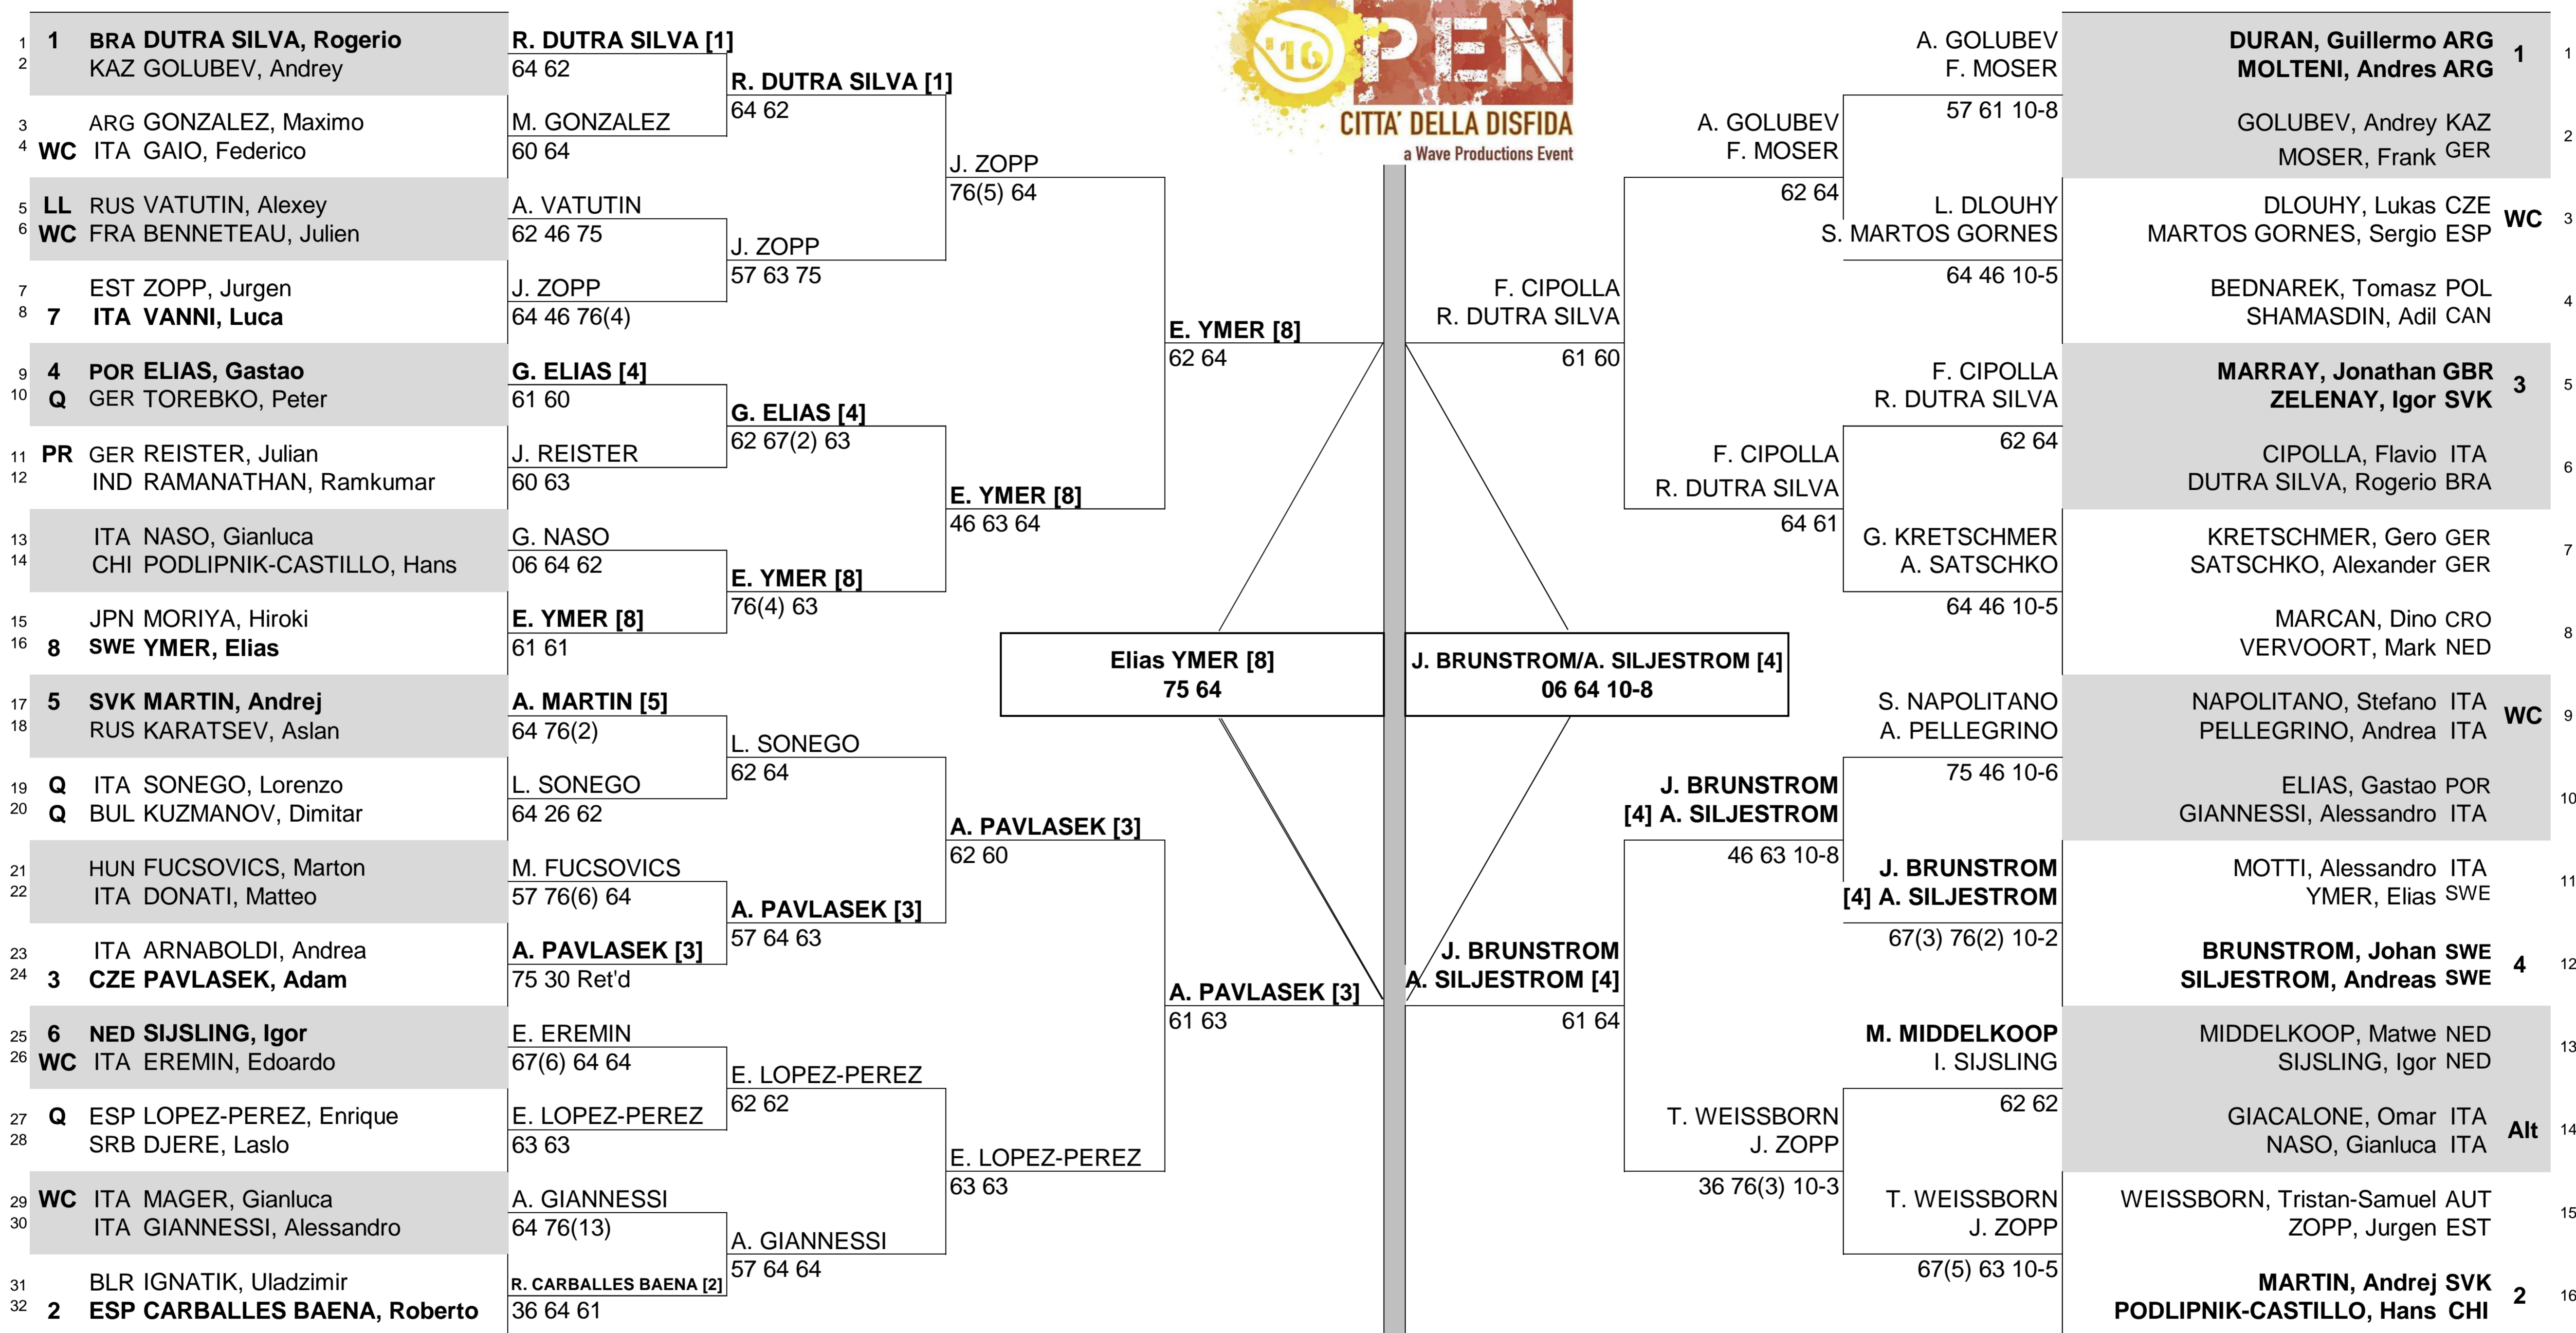 '16 PEN
CITTA' DELLA DISFIDA
a Wave Productions Event
1 1 BRA DUTRA SILVA, Rogerio
2 KAZ GOLUBEV, Andrey
3 ARG GONZALEZ, Maximo
4 WC ITA GAIO, Federico
5 LL RUS VATUTIN, Alexey
6 WC FRA BENNETEAU, Julien
7 EST ZOPP, Jurgen
8 7 ITA VANNI, Luca
9 4 POR ELIAS, Gastao
10 Q GER TOREBKO, Peter
11 PR GER REISTER, Julian
12 IND RAMANATHAN, Ramkumar
13 ITA NASO, Gianluca
14 CHI PODLIPNIK-CASTILLO, Hans
15 JPN MORIYA, Hiroki
16 8 SWE YMER, Elias
17 5 SVK MARTIN, Andrej
18 RUS KARATSEV, Aslan
19 Q ITA SONEGO, Lorenzo
20 Q BUL KUZMANOV, Dimitar
21 HUN FUCSOVICS, Marton
22 ITA DONATI, Matteo
23 ITA ARNABOLDI, Andrea
24 3 CZE PAVLASEK, Adam
25 6 NED SIJSLING, Igor
26 WC ITA EREMIN, Edoardo
27 Q ESP LOPEZ-PEREZ, Enrique
28 SRB DJERE, Laslo
29 WC ITA MAGER, Gianluca
30 ITA GIANNESSI, Alessandro
31 BLR IGNATIK, Uladzimir
32 2 ESP CARBALLES BAENA, Roberto
R. DUTRA SILVA [1]
64 62
M. GONZALEZ
60 64
A. VATUTIN
62 46 75
J. ZOPP
64 46 76(4)
G. ELIAS [4]
61 60
J. REISTER
60 63
G. NASO
06 64 62
E. YMER [8]
61 61
A. MARTIN [5]
64 76(2)
L. SONEGO
64 26 62
M. FUCSOVICS
57 76(6) 64
A. PAVLASEK [3]
75 30 Ret'd
E. EREMIN
67(6) 64 64
E. LOPEZ-PEREZ
63 63
A. GIANNESSI
64 76(13)
R. CARBALLES BAENA [2]
36 64 61
R. DUTRA SILVA [1]
64 62
J. ZOPP
57 63 75
G. ELIAS [4]
62 67(2) 63
E. YMER [8]
76(4) 63
L. SONEGO
62 64
A. PAVLASEK [3]
57 64 63
E. LOPEZ-PEREZ
62 62
A. GIANNESSI
57 64 64
J. ZOPP
76(5) 64
E. YMER [8]
46 63 64
A. PAVLASEK [3]
62 60
E. LOPEZ-PEREZ
63 63
E. YMER [8]
62 64
A. PAVLASEK [3]
61 63
Elias YMER [8]
75 64
J. BRUNSTROM/A. SILJESTROM [4]
06 64 10-8
F. CIPOLLA
R. DUTRA SILVA
61 60
J. BRUNSTROM
A. SILJESTROM [4]
61 64
A. GOLUBEV
F. MOSER
62 64
F. CIPOLLA
R. DUTRA SILVA
64 61
J. BRUNSTROM
[4] A. SILJESTROM
46 63 10-8
T. WEISSBORN
J. ZOPP
36 76(3) 10-3
A. GOLUBEV
F. MOSER
57 61 10-8
L. DLOUHY
S. MARTOS GORNES
64 46 10-5
F. CIPOLLA
R. DUTRA SILVA
62 64
G. KRETSCHMER
A. SATSCHKO
64 46 10-5
S. NAPOLITANO
A. PELLEGRINO
75 46 10-6
J. BRUNSTROM
[4] A. SILJESTROM
67(3) 76(2) 10-2
M. MIDDELKOOP
I. SIJSLING
62 62
T. WEISSBORN
J. ZOPP
67(5) 63 10-5
DURAN, Guillermo ARG
MOLTENI, Andres ARG
1 1
GOLUBEV, Andrey KAZ
MOSER, Frank GER
2
DLOUHY, Lukas CZE
MARTOS GORNES, Sergio ESP
WC 3
BEDNAREK, Tomasz POL
SHAMASDIN, Adil CAN
4
MARRAY, Jonathan GBR
ZELENAY, Igor SVK
3 5
CIPOLLA, Flavio ITA
DUTRA SILVA, Rogerio BRA
6
KRETSCHMER, Gero GER
SATSCHKO, Alexander GER
7
MARCAN, Dino CRO
VERVOORT, Mark NED
8
NAPOLITANO, Stefano ITA
PELLEGRINO, Andrea ITA
WC 9
ELIAS, Gastao POR
GIANNESSI, Alessandro ITA
10
MOTTI, Alessandro ITA
YMER, Elias SWE
11
BRUNSTROM, Johan SWE
SILJESTROM, Andreas SWE
4 12
MIDDELKOOP, Matwe NED
SIJSLING, Igor NED
13
GIACALONE, Omar ITA
NASO, Gianluca ITA
Alt 14
WEISSBORN, Tristan-Samuel AUT
ZOPP, Jurgen EST
15
MARTIN, Andrej SVK
PODLIPNIK-CASTILLO, Hans CHI
2 16